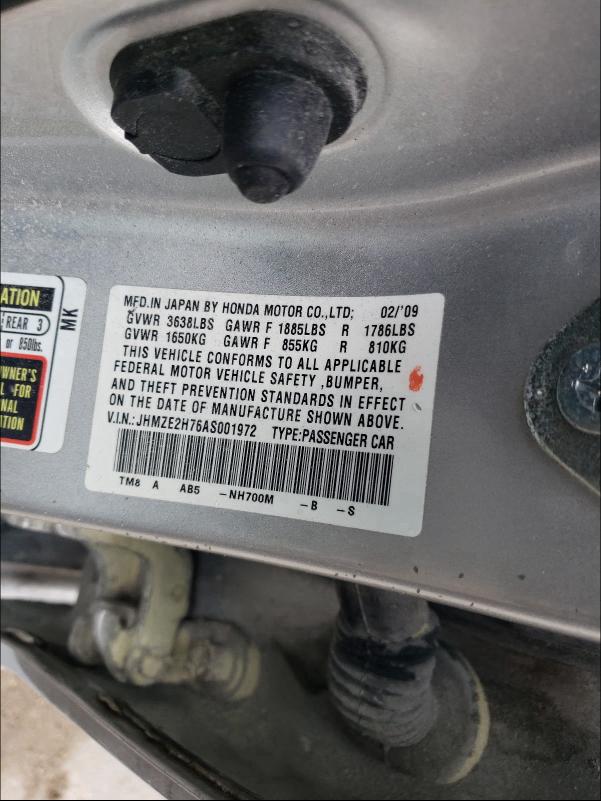 ATION
REAR 3
or 850lbs.
WNER'S
L FOR
NAL
ATION
MK
MFD.IN JAPAN BY HONDA MOTOR CO.,LTD; 02/'09
GVWR 3638LBS GAWR F 1885LBS R 1786LBS
GVWR 1650KG GAWR F 855KG R 810KG
THIS VEHICLE CONFORMS TO ALL APPLICABLE
FEDERAL MOTOR VEHICLE SAFETY ,BUMPER,
AND THEFT PREVENTION STANDARDS IN EFFECT
ON THE DATE OF MANUFACTURE SHOWN ABOVE.
V.I.N.:JHMZE2H76AS001972 TYPE:PASSENGER CAR
TM8 A AB5 -NH700M -B -S